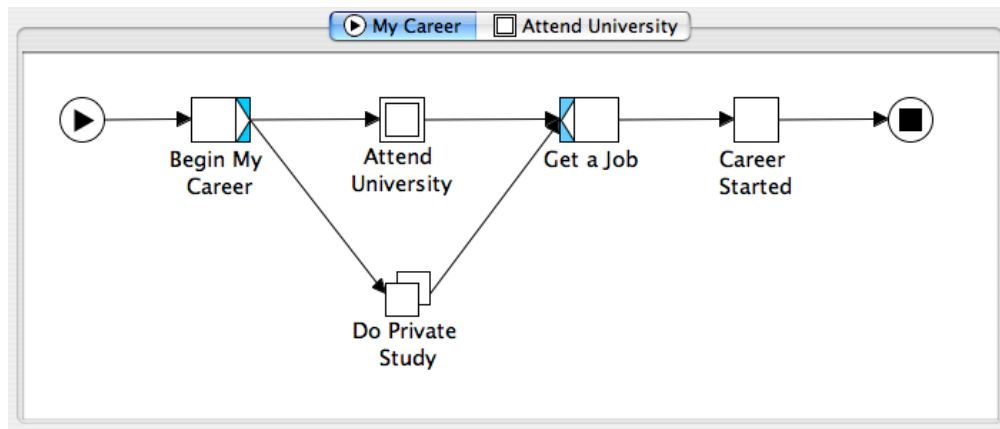 My Career
Attend University
Begin My
Career
Attend
University
Get a Job
Career
Started
Do Private
Study